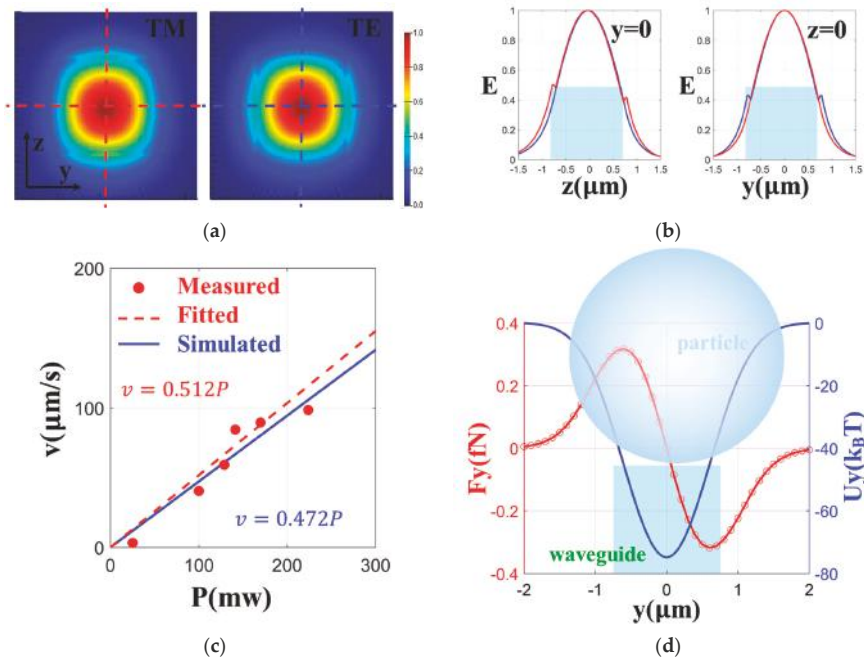 TM
TE
1.0
0.8
0.6
0.4
0.2
0.0
z
y
(a)
y=0
E
1
0.8
0.6
0.4
0.2
0
-1.5 -1 -0.5 0 0.5 1 1.5
z(μm)
z=0
E
1
0.8
0.6
0.4
0.2
0
-1.5 -1 -0.5 0 0.5 1 1.5
y(μm)
(b)
200
100
0
v(μm/s)
Measured
Fitted
Simulated
v = 0.512P
v = 0.472P
0 100 200 300
P(mw)
(c)
0.4
0.2
0
-0.2
-0.4
Fy(fN)
particle
waveguide
0
-20
-40
-60
-80
Uy(kBT)
-2 -1 0 1 2
y(μm)
(d)